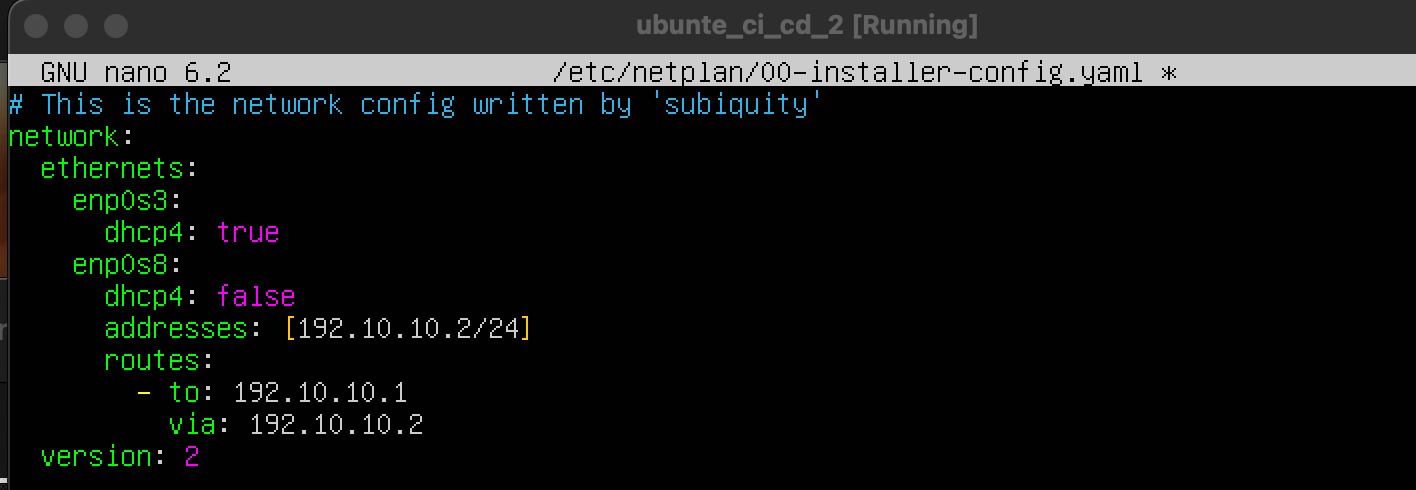 ubunte_ci_cd_2 [Running]
GNU nano 6.2 /etc/netplan/00-installer-config.yaml *
# This is the network config written by 'subiquity'
network:
  ethernets:
    enp0s3:
      dhcp4: true
    enp0s8:
      dhcp4: false
      addresses: [192.10.10.2/24]
      routes:
        - to: 192.10.10.1
          via: 192.10.10.2
  version: 2